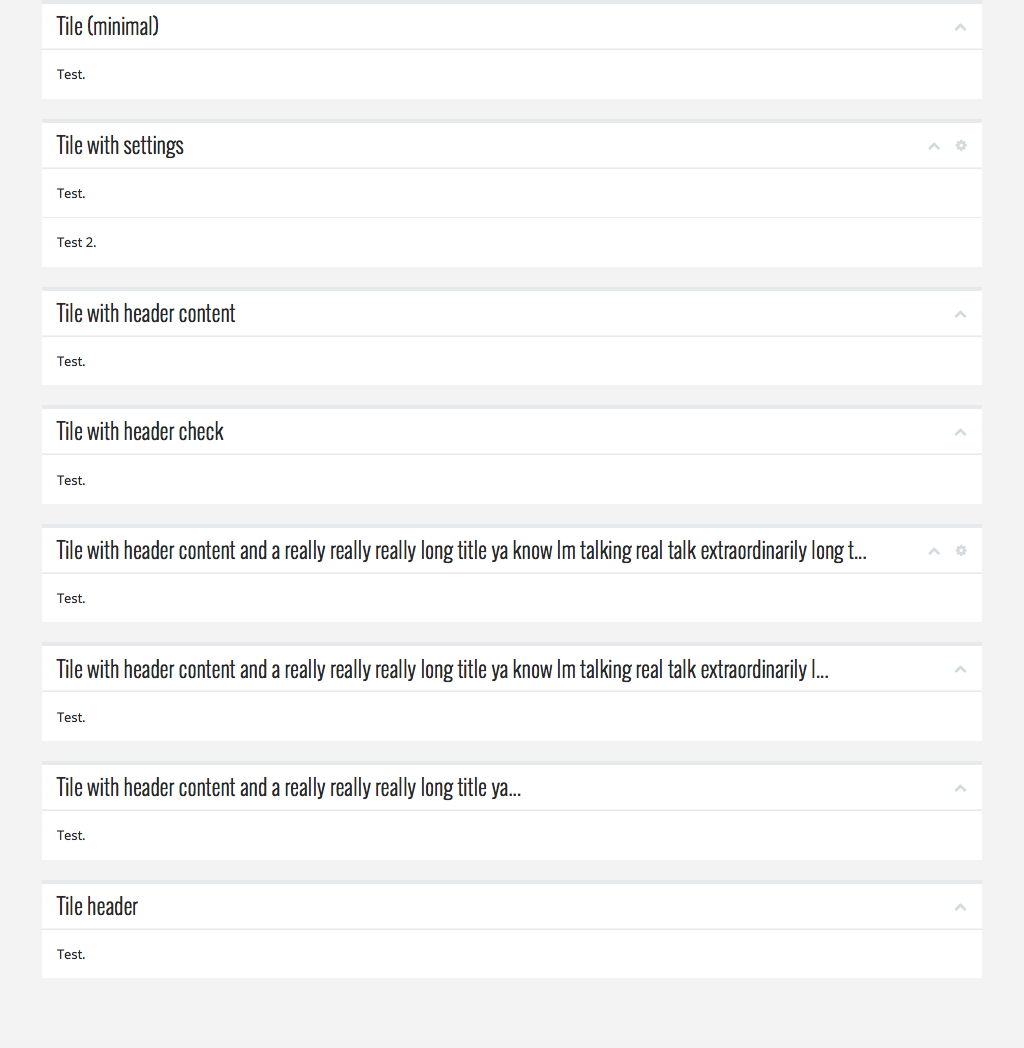 Tile (minimal)
Test.
Tile with settings
Test.
Test 2.
Tile with header content
Test.
Tile with header check
Test.
Tile with header content and a really really really long title ya know Im talking real talk extraordinarily long t...
Test.
Tile with header content and a really really really long title ya know Im talking real talk extraordinarily l...
Test.
Tile with header content and a really really really long title ya...
Test.
Tile header
Test.